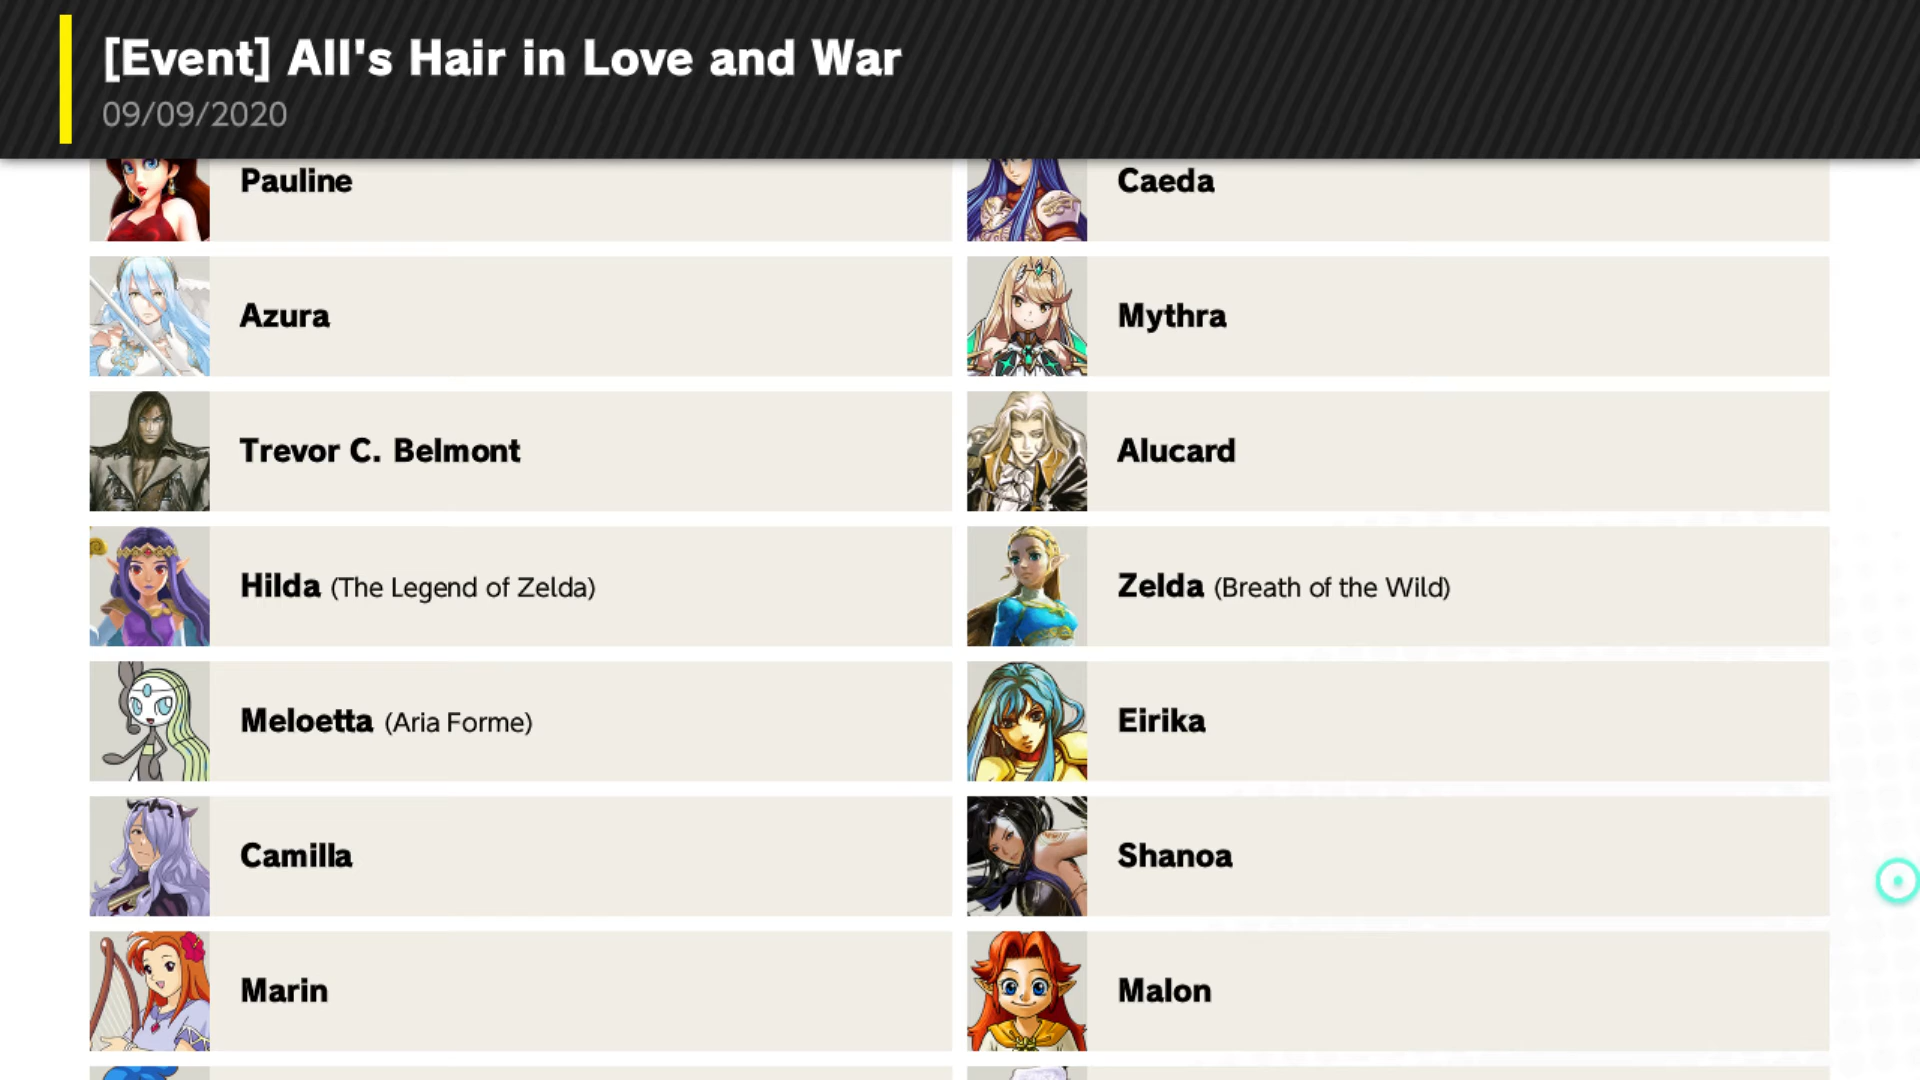 [Event] All's Hair in Love and War
09/09/2020
Pauline
Caeda
Azura
Mythra
Trevor C. Belmont
Alucard
Hilda (The Legend of Zelda)
Zelda (Breath of the Wild)
Meloetta (Aria Forme)
Eirika
Camilla
Shanoa
Marin
Malon